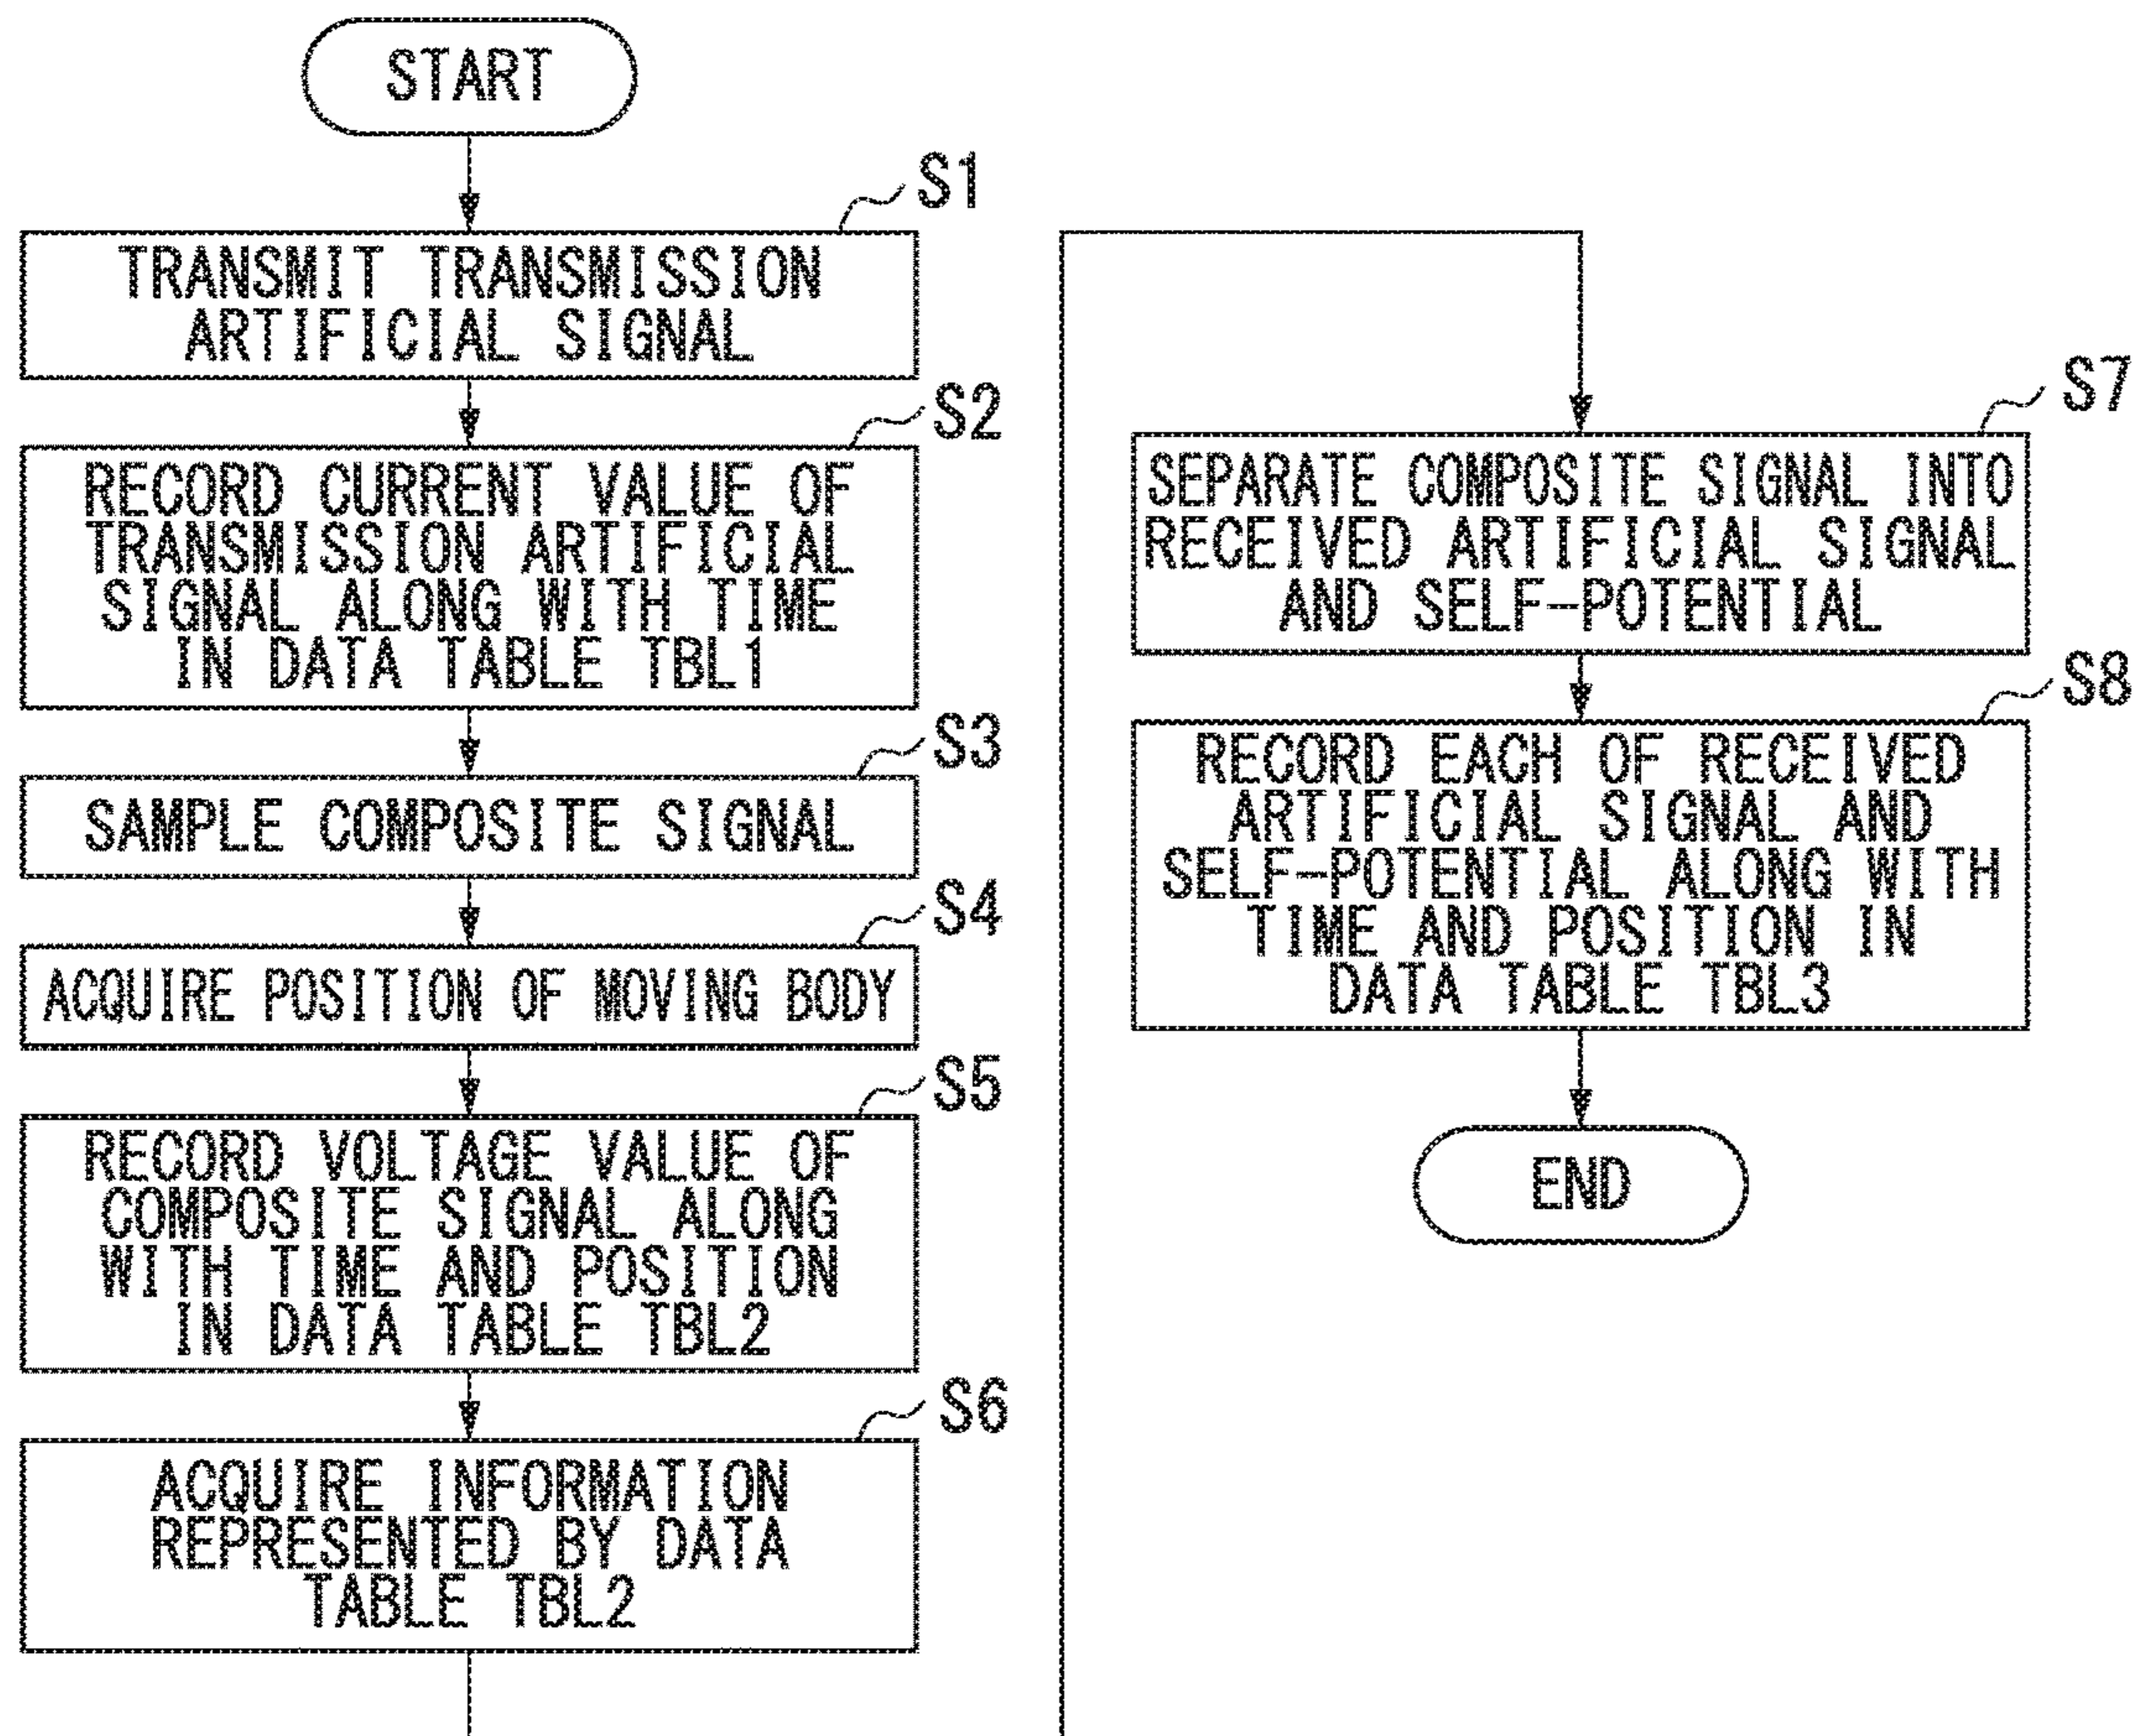 START
S1
TRANSMIT TRANSMISSION
ARTIFICIAL SIGNAL
S2
RECORD CURRENT VALUE OF
TRANSMISSION ARTIFICIAL
SIGNAL ALONG WITH TIME
IN DATA TABLE TBL1
S3
SAMPLE COMPOSITE SIGNAL
S4
ACQUIRE POSITION OF MOVING BODY
S5
RECORD VOLTAGE VALUE OF
COMPOSITE SIGNAL ALONG
WITH TIME AND POSITION
IN DATA TABLE TBL2
S6
ACQUIRE INFORMATION
REPRESENTED BY DATA
TABLE TBL2
S7
SEPARATE COMPOSITE SIGNAL INTO
RECEIVED ARTIFICIAL SIGNAL
AND SELF-POTENTIAL
S8
RECORD EACH OF RECEIVED
ARTIFICIAL SIGNAL AND
SELF-POTENTIAL ALONG WITH
TIME AND POSITION IN
DATA TABLE TBL3
END